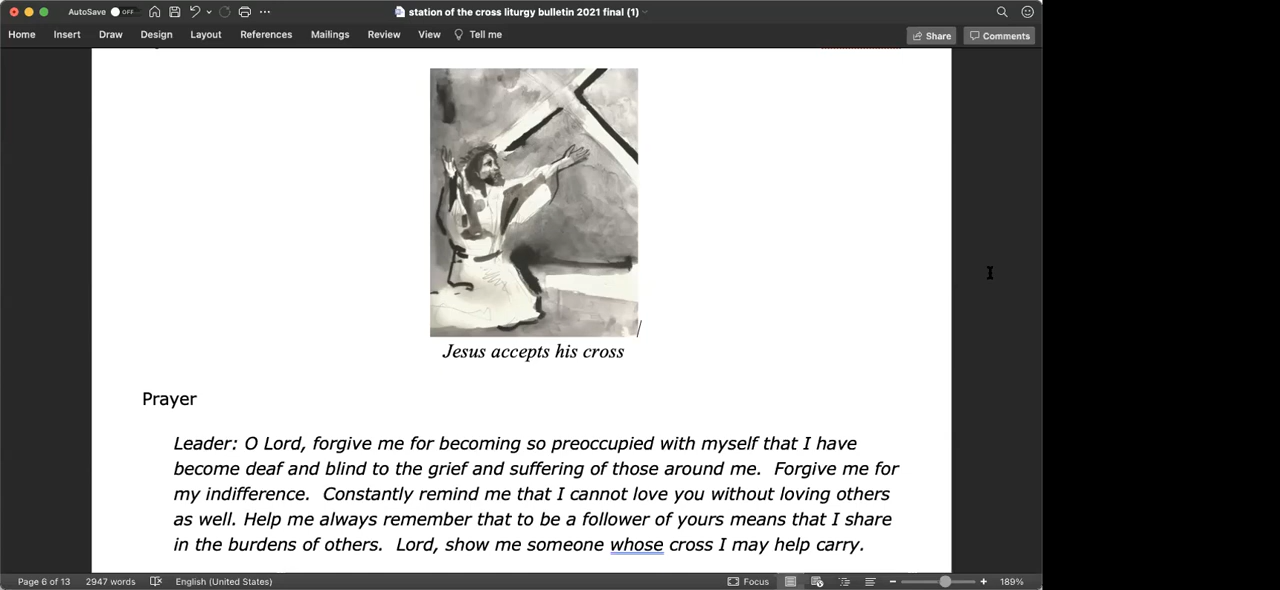 AutoSave OFF
station of the cross liturgy bulletin 2021 final (1)
Home Insert Draw Design Layout References Mailings Review View Tell me Share Comments
Jesus accepts his cross
Prayer
Leader: O Lord, forgive me for becoming so preoccupied with myself that I have
become deaf and blind to the grief and suffering of those around me.  Forgive me for
my indifference.  Constantly remind me that I cannot love you without loving others
as well. Help me always remember that to be a follower of yours means that I share
in the burdens of others.  Lord, show me someone whose cross I may help carry.
Page 6 of 13 2947 words English (United States) Focus 189%